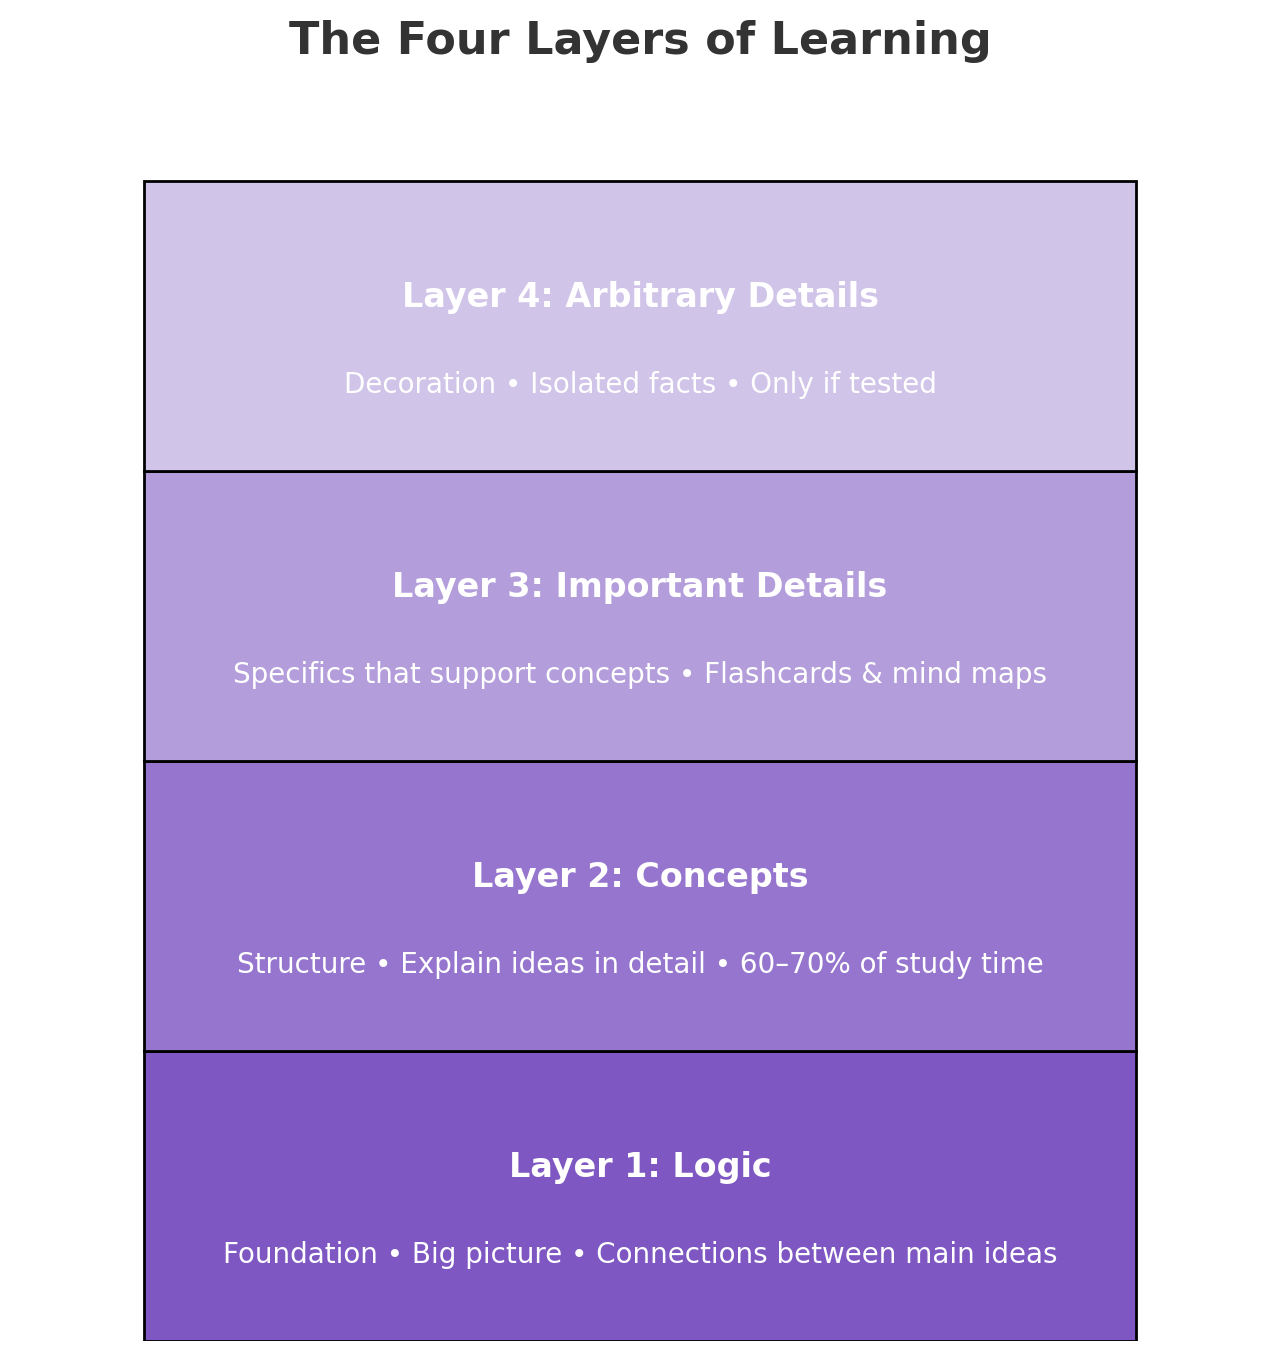 The Four Layers of Learning
Layer 4: Arbitrary Details
Decoration • Isolated facts • Only if tested
Layer 3: Important Details
Specifics that support concepts • Flashcards & mind maps
Layer 2: Concepts
Structure • Explain ideas in detail • 60–70% of study time
Layer 1: Logic
Foundation • Big picture • Connections between main ideas